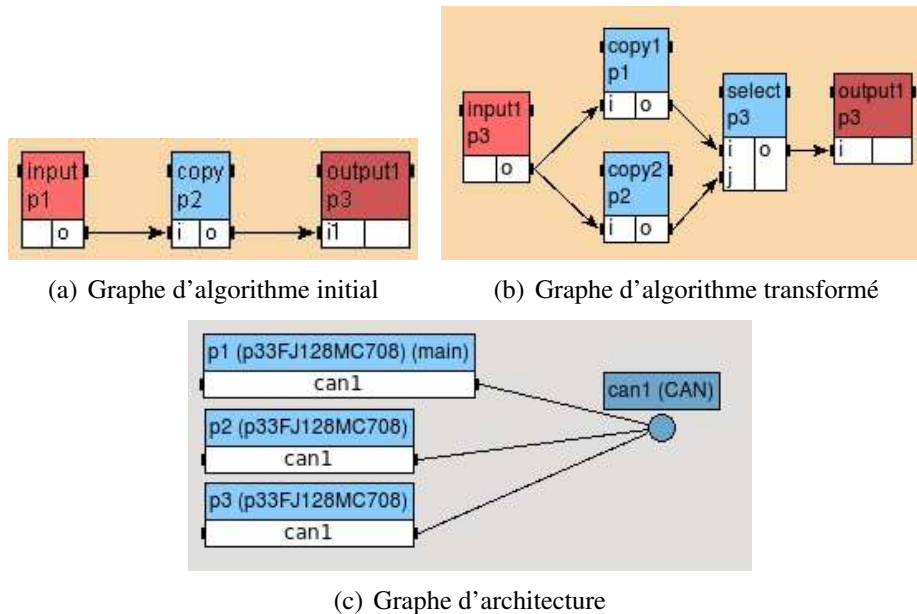 input
p1
o
copy
p2
i o
output1
p3
i1
(a) Graphe d'algorithme initial
input1
p3
o
copy1
p1
i o
copy2
p2
i o
select
p3
i o
j
output1
p3
i
(b) Graphe d'algorithme transformé
p1 (p33FJ128MC708) (main)
can1
p2 (p33FJ128MC708)
can1
p3 (p33FJ128MC708)
can1
can1 (CAN)
(c) Graphe d'architecture